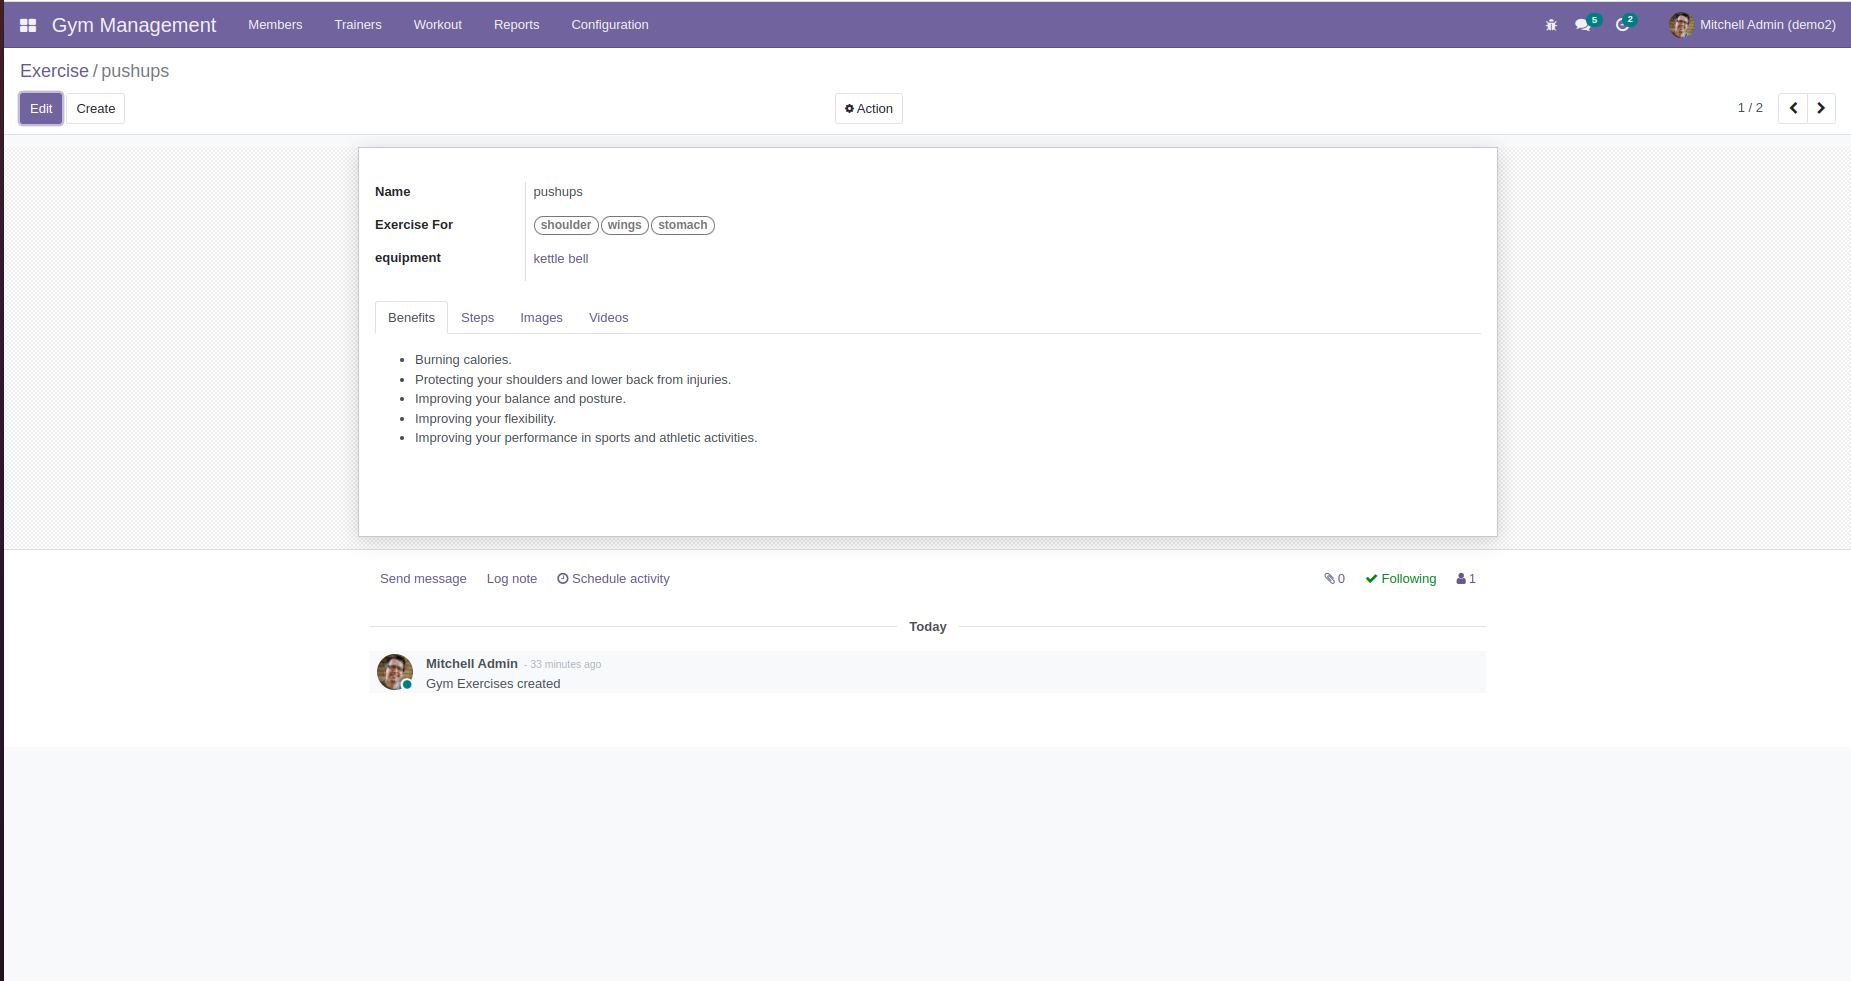 Gym Management Members Trainers Workout Reports Configuration 5 2 Mitchell Admin (demo2)
Exercise / pushups
Edit Create Action 1 / 2
Name pushups
Exercise For shoulder wings stomach
equipment kettle bell
Benefits Steps Images Videos
• Burning calories.
• Protecting your shoulders and lower back from injuries.
• Improving your balance and posture.
• Improving your flexibility.
• Improving your performance in sports and athletic activities.
Send message Log note Schedule activity 0 Following 1
Today
Mitchell Admin - 33 minutes ago
Gym Exercises created